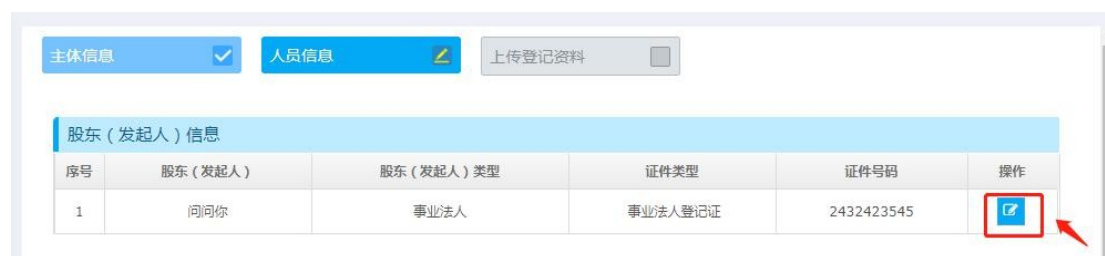 主体信息 人员信息 上传登记资料
股东（发起人）信息
序号 股东（发起人） 股东（发起人）类型 证件类型 证件号码 操作
1 问问你 事业法人 事业法人登记证 2432423545